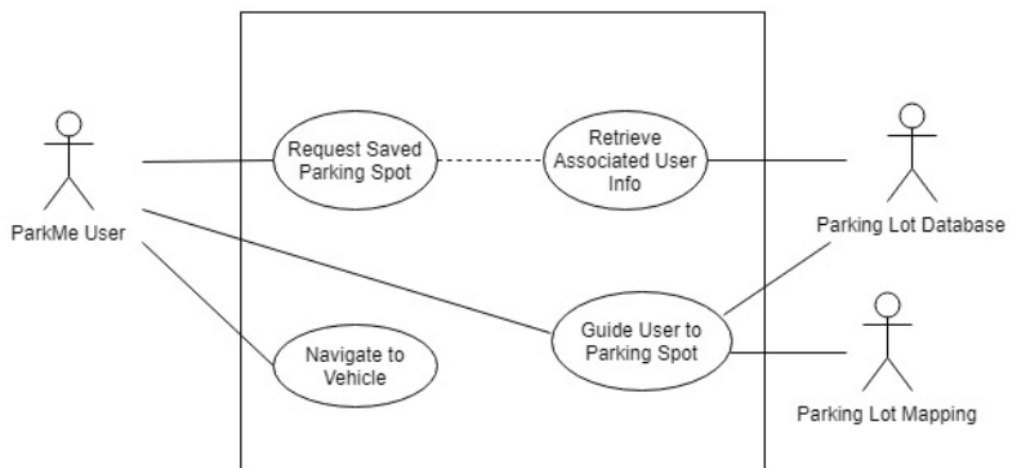 Request Saved
Parking Spot
Retrieve
Associated User
Info
ParkMe User
Parking Lot Database
Navigate to
Vehicle
Guide User to
Parking Spot
Parking Lot Mapping